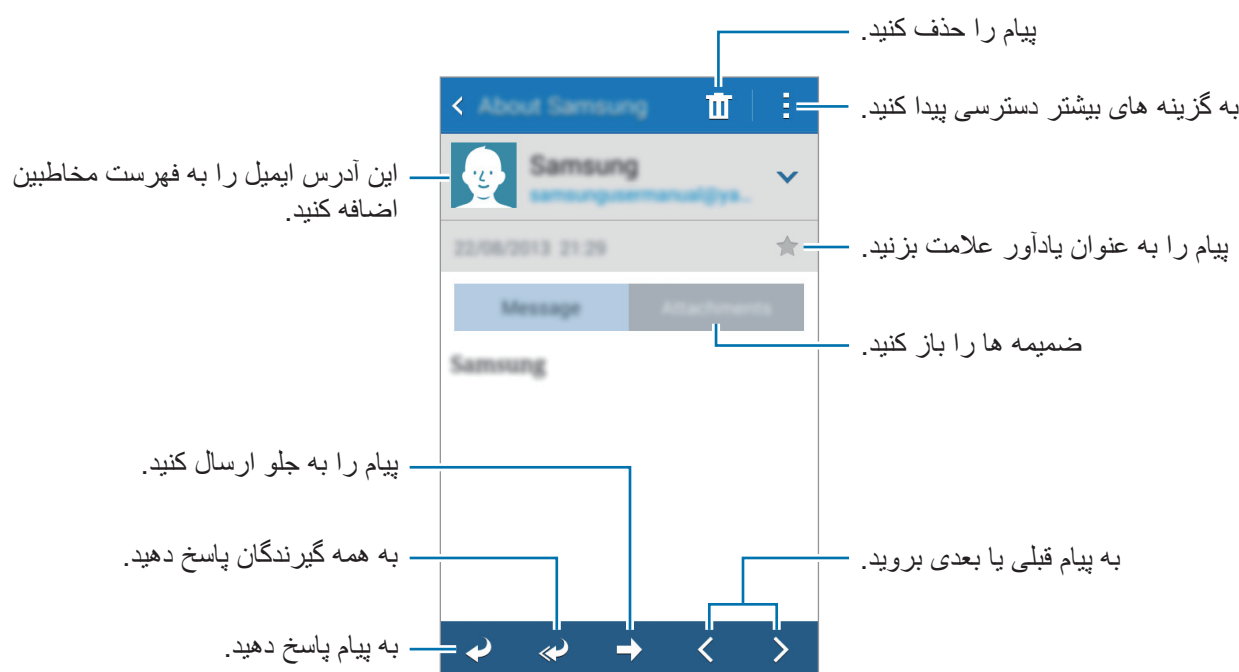 پیام را حذف کنید.
About Samsung
به گزینه های بیشتر دسترسی پیدا کنید.
Samsung
samsungusermanual@ya...
این آدرس ایمیل را به فهرست مخاطبین
اضافه کنید.
22/08/2013 21:29
پیام را به عنوان یادآور علامت بزنید.
Message
Attachments
ضمیمه ها را باز کنید.
Samsung
پیام را به جلو ارسال کنید.
به همه گیرندگان پاسخ دهید.
به پیام قبلی یا بعدی بروید.
به پیام پاسخ دهید.